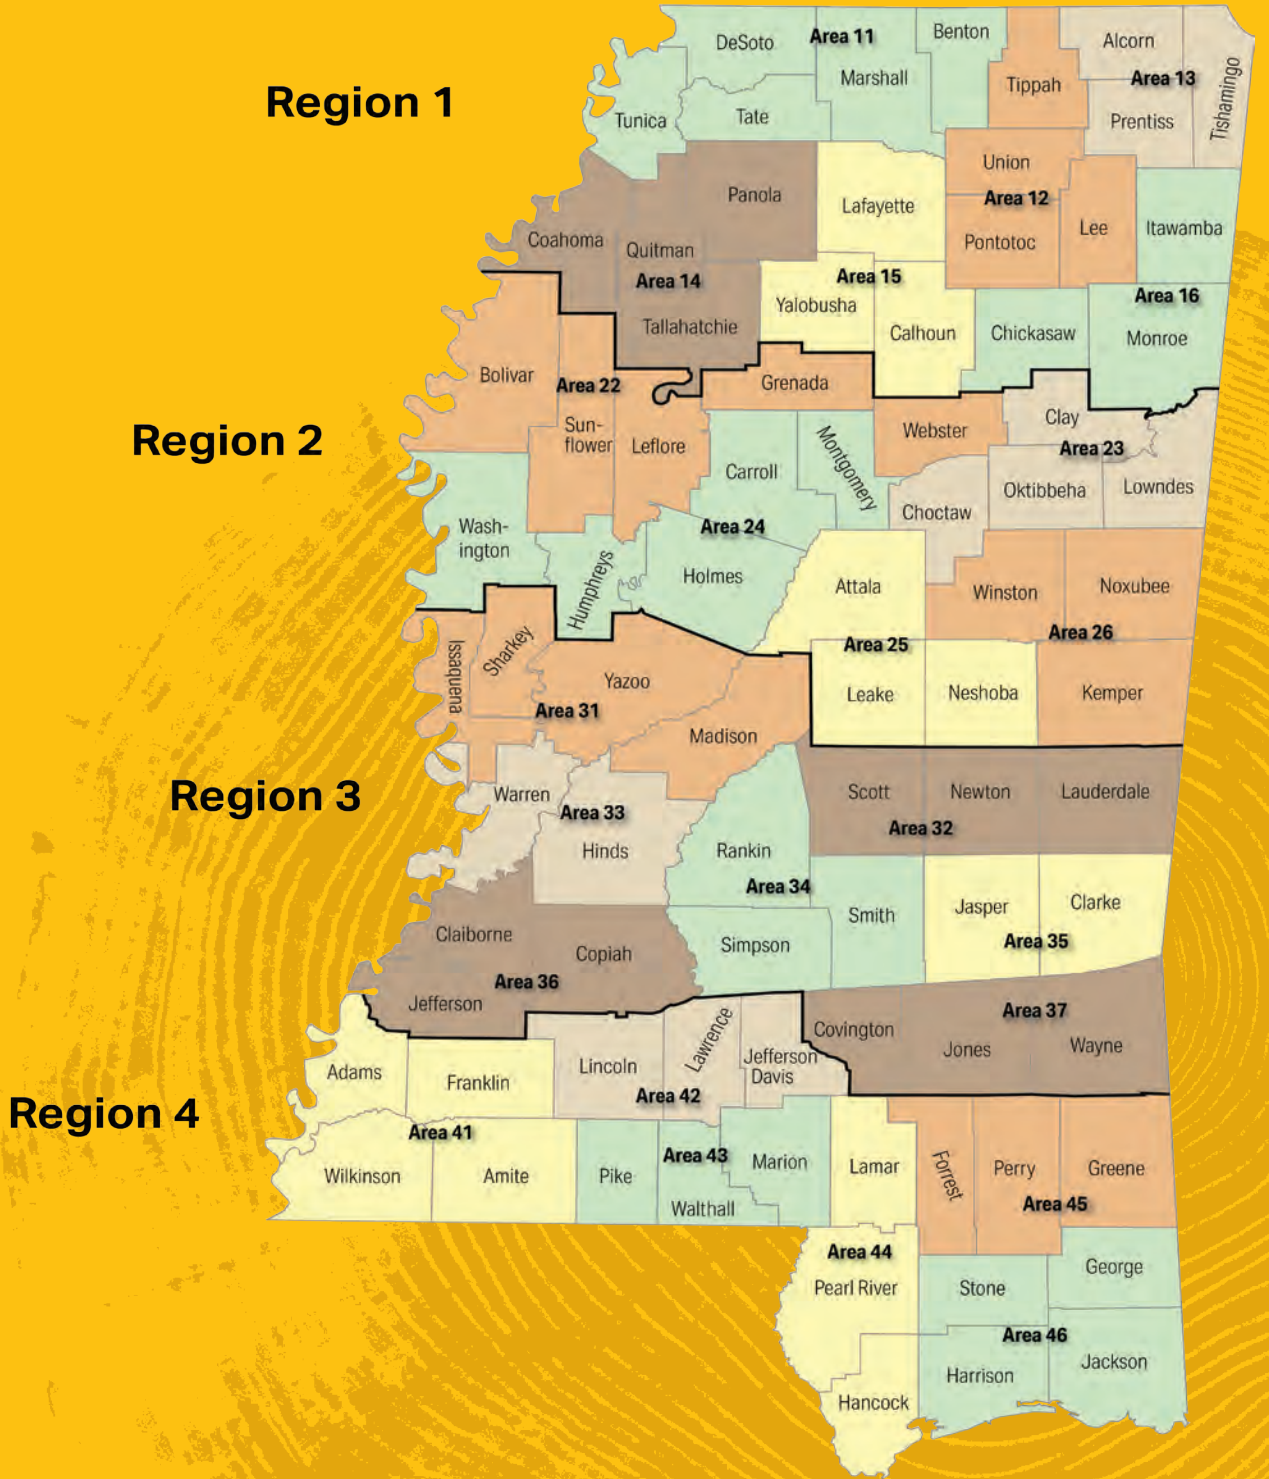 Region 1
DeSoto
Area 11
Benton
Alcorn
Marshall
Tippah
Area 13
Tishamingo
Tunica
Tate
Prentiss
Union
Panola
Lafayette
Area 12
Coahoma
Quitman
Pontotoc
Lee
Itawamba
Area 14
Area 15
Area 16
Tallahatchie
Yalobusha
Calhoun
Chickasaw
Monroe
Region 2
Bolivar
Area 22
Grenada
Sun-
flower
Leflore
Webster
Clay
Area 23
Carroll
Montgomery
Choctaw
Oktibbeha
Lowndes
Wash-
ington
Area 24
Humphreys
Holmes
Attala
Winston
Noxubee
Area 25
Area 26
Issaquena
Sharkey
Yazoo
Leake
Neshoba
Kemper
Area 31
Madison
Region 3
Warren
Area 33
Scott
Newton
Lauderdale
Area 32
Hinds
Rankin
Area 34
Smith
Jasper
Clarke
Claiborne
Copiah
Simpson
Area 35
Area 36
Jefferson
Area 37
Covington
Jones
Wayne
Region 4
Adams
Franklin
Lincoln
Lawrence
Jefferson
Davis
Area 42
Area 41
Area 43
Wilkinson
Amite
Pike
Walthall
Marion
Lamar
Forrest
Perry
Greene
Area 45
Area 44
Pearl River
Stone
George
Area 46
Harrison
Jackson
Hancock